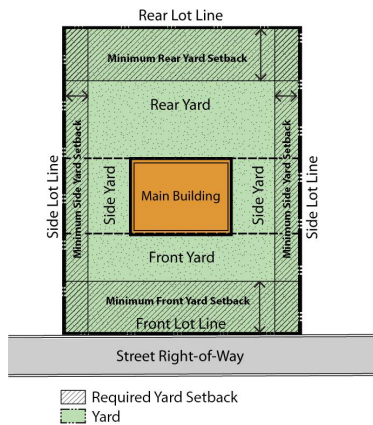 Rear Lot Line
Minimum Rear Yard Setback
Rear Yard
Side Lot Line
Minimum Side Yard Setback
Side Yard
Main Building
Side Yard
Minimum Side Yard Setback
Side Lot Line
Front Yard
Minimum Front Yard Setback
Front Lot Line
Street Right-of-Way
Required Yard Setback
Yard